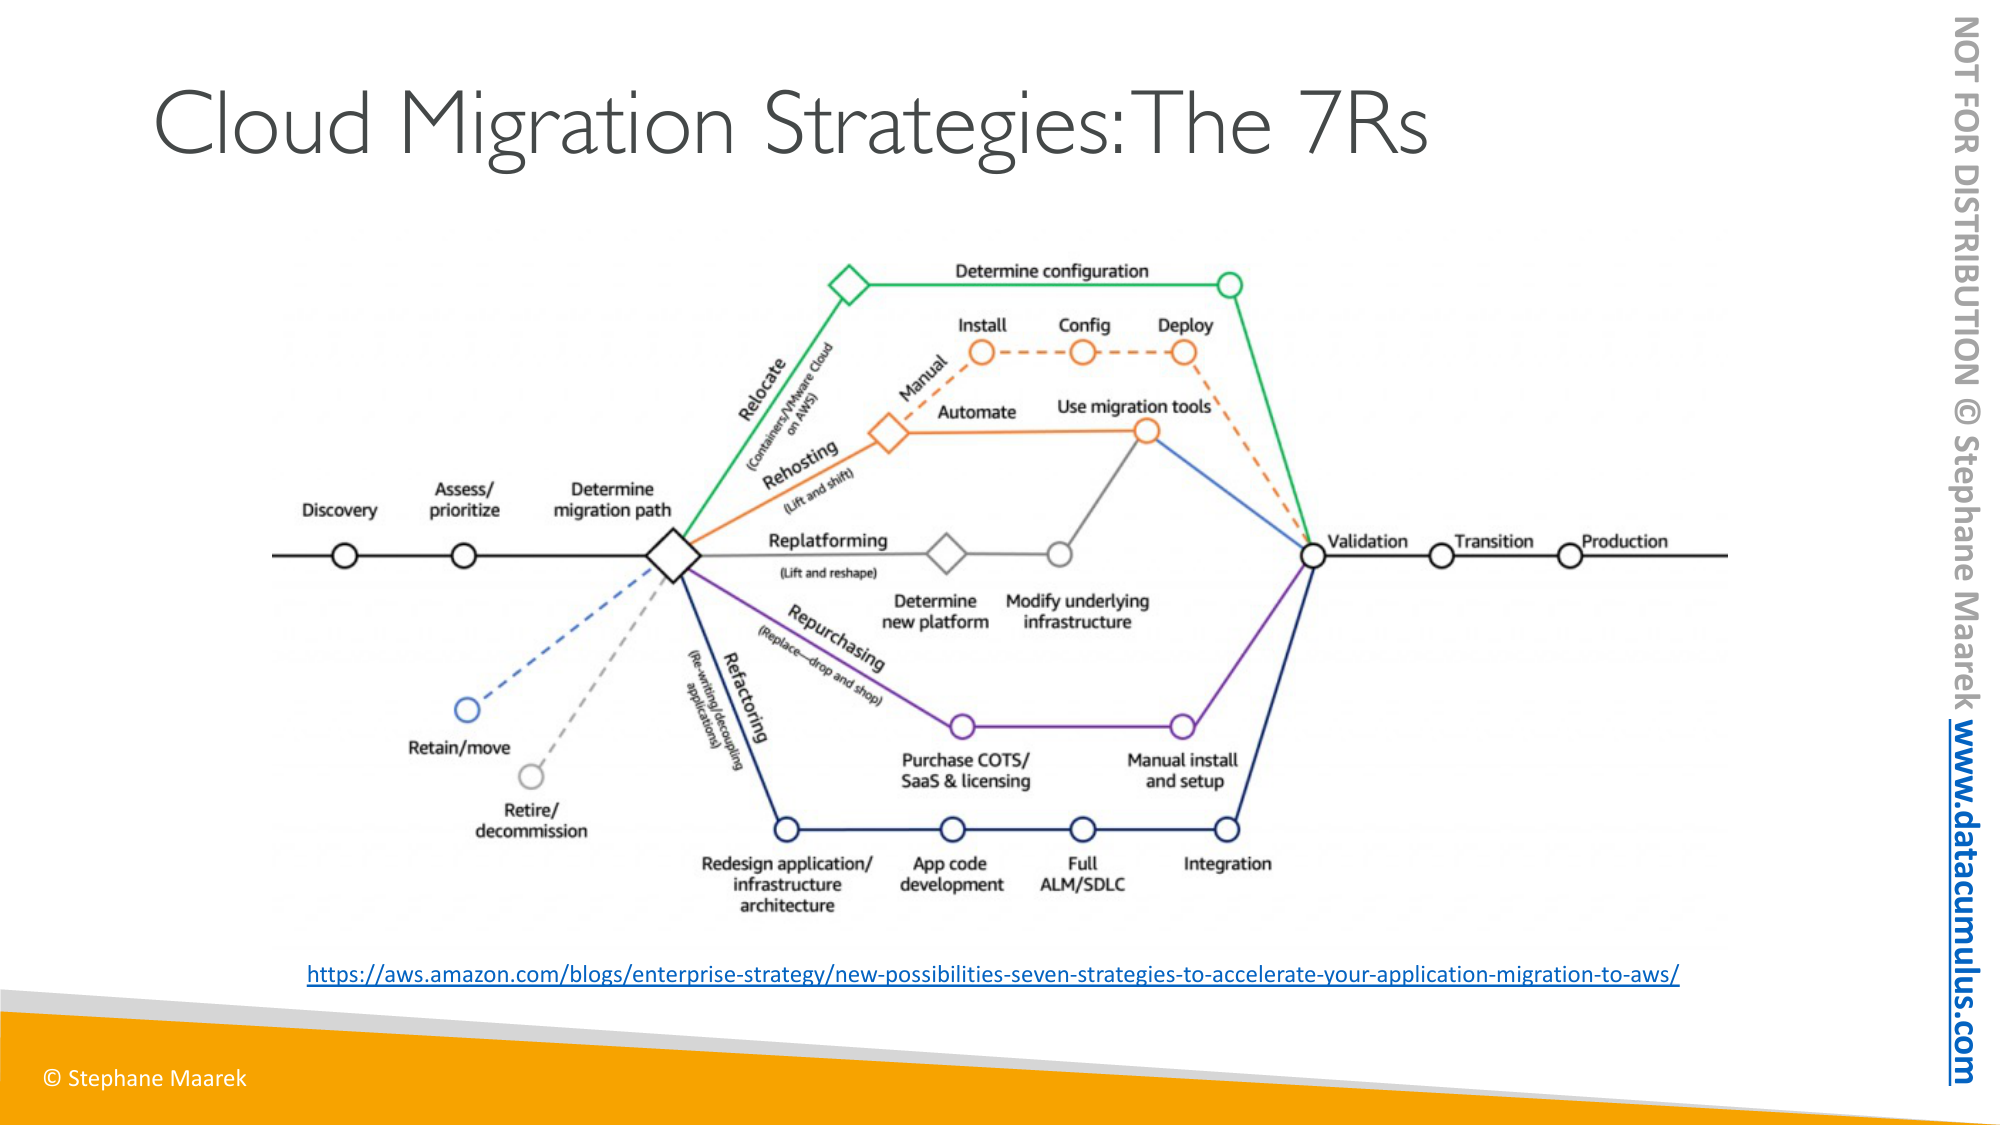 Cloud Migration Strategies: The 7Rs
Determine configuration
Install
Config
Deploy
Manual
Relocate
(Containers/VMware Cloud
on AWS)
Automate
Use migration tools
Rehosting
(Lift and shift)
Discovery
Assess/
prioritize
Determine
migration path
Replatforming
(Lift and reshape)
Determine
new platform
Modify underlying
infrastructure
Validation
Transition
Production
Repurchasing
(Replace—drop and shop)
Refactoring
(Re-writing/decoupling
applications)
Retain/move
Retire/
decommission
Purchase COTS/
SaaS & licensing
Manual install
and setup
Redesign application/
infrastructure
architecture
App code
development
Full
ALM/SDLC
Integration
https://aws.amazon.com/blogs/enterprise-strategy/new-possibilities-seven-strategies-to-accelerate-your-application-migration-to-aws/
© Stephane Maarek
NOT FOR DISTRIBUTION © Stephane Maarek www.datacumulus.com